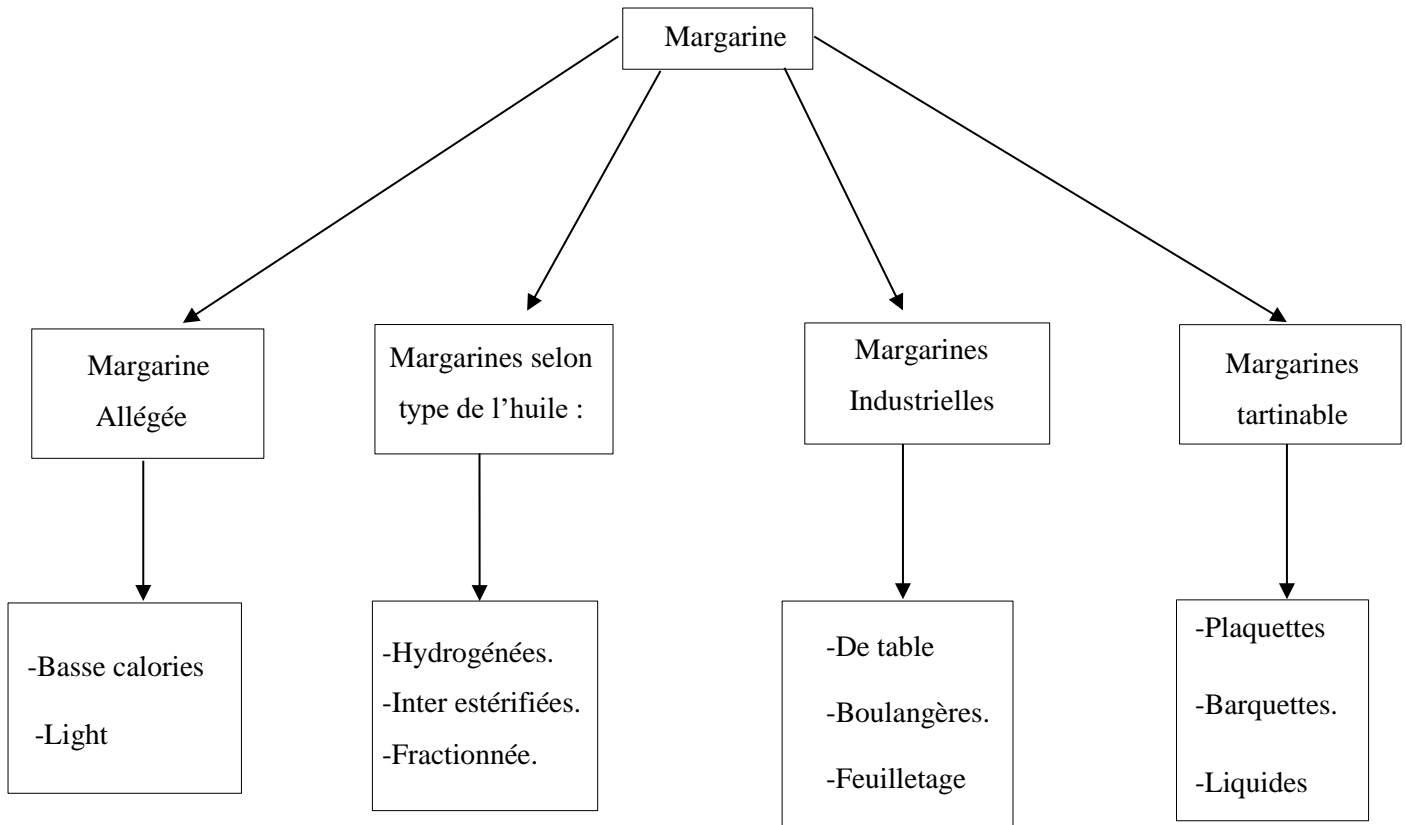 Margarine
Margarine
Allégée
Margarines selon
type de l’huile :
Margarines
Industrielles
Margarines
tartinable
-Basse calories
-Light
-Hydrogénées.
-Inter estérifiées.
-Fractionnée.
-De table
-Boulangères.
-Feuilletage
-Plaquettes
-Barquettes.
-Liquides